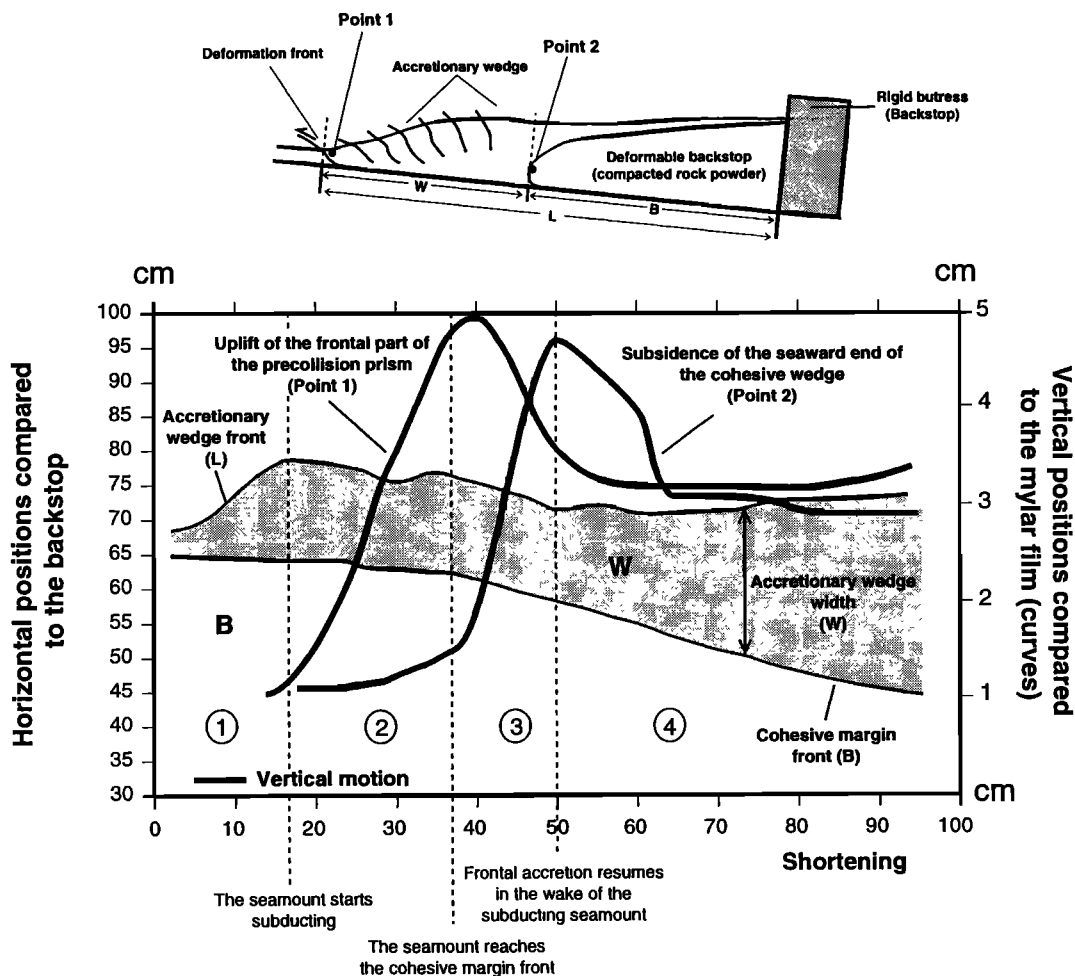 Point 1
Deformation front
Accretionary wedge
Point 2
Rigid butress
(Backstop)
Deformable backstop
(compacted rock powder)
W
B
L
cm
cm
Horizontal positions compared
to the backstop
100
95
90
85
80
75
70
65
60
55
50
45
40
35
30
Uplift of the frontal part of
the precollision prism
(Point 1)
Subsidence of the seaward end of
the cohesive wedge
(Point 2)
Accretionary
wedge front
(L)
W
Accretionary wedge
width
(W)
B
1
2
3
4
Cohesive margin
front (B)
Vertical motion
5
4
3
2
1
cm
Vertical positions compared
to the mylar film (curves)
0
10
20
30
40
50
60
70
80
90
100
Shortening
The seamount starts
subducting
Frontal accretion resumes
in the wake of the
subducting seamount
The seamount reaches
the cohesive margin front